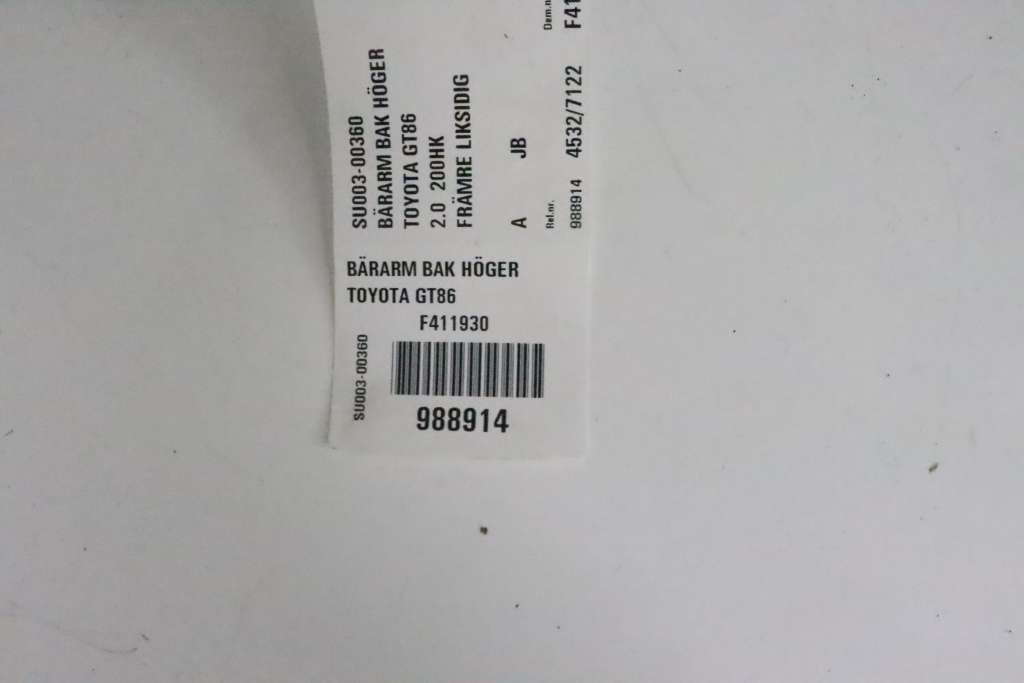 SU003-00360
BÄRARM BAK HÖGER
TOYOTA GT86
2.0 200HK
FRÄMRE LIKSIDIG
A JB
Ref.nr.
988914 4532/7122
BÄRARM BAK HÖGER
TOYOTA GT86
F411930
SU003-00360
988914